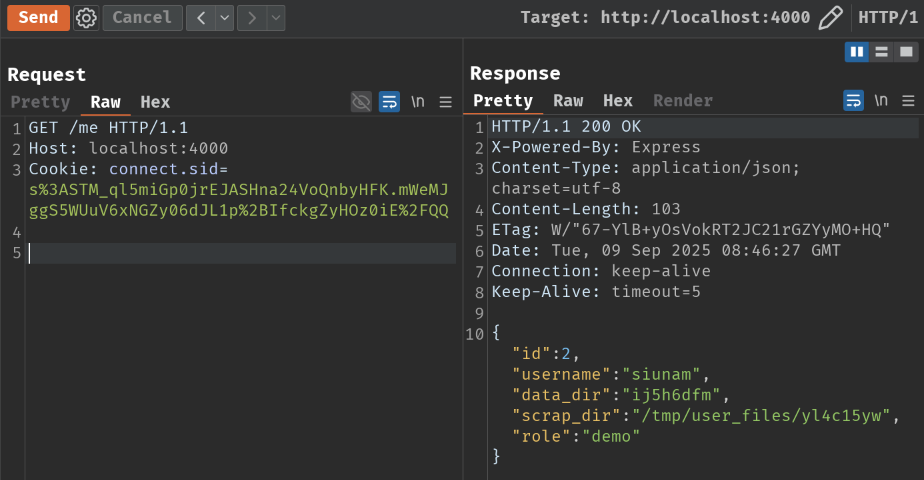 Send Cancel < > Target: http://localhost:4000 HTTP/1
Request
Pretty Raw Hex \n
1 GET /me HTTP/1.1
2 Host: localhost:4000
3 Cookie: connect.sid=
s%3ASTM_ql5miGp0jrEJASHna24VoQnbyHFK.mWeMJ
ggS5WUuV6xNGZy06dJL1p%2BIfckgZyHOz0iE%2FQQ
4
5
Response
Pretty Raw Hex Render \n
1 HTTP/1.1 200 OK
2 X-Powered-By: Express
3 Content-Type: application/json;
charset=utf-8
4 Content-Length: 103
5 ETag: W/"67-YlB+yOsVokRT2JC21rGZYyMO+HQ"
6 Date: Tue, 09 Sep 2025 08:46:27 GMT
7 Connection: keep-alive
8 Keep-Alive: timeout=5
9
10 {
"id":2,
"username":"siunam",
"data_dir":"ij5h6dfm",
"scrap_dir":"/tmp/user_files/yl4c15yw",
"role":"demo"
}